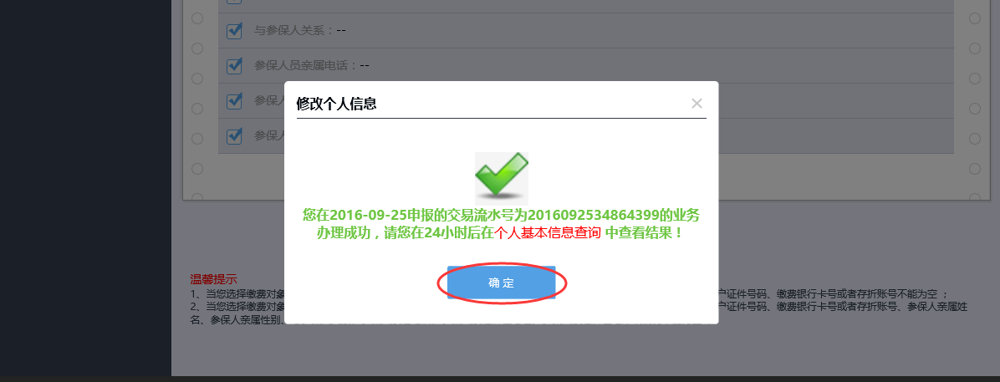 与参保人关系：--
参保人员亲属电话：--
参保人
参保人
修改个人信息
您在2016-09-25申报的交易流水号为2016092534864399的业务
办理成功，请您在24小时后在个人基本信息查询 中查看结果！
确 定
温馨提示
1、当您选择缴费对象 户证件号码、缴费银行卡号或者存折账号不能为空 ；
2、当您选择缴费对象 户证件号码、缴费银行卡号或者存折账号、参保人亲属姓
名、参保人亲属性别、